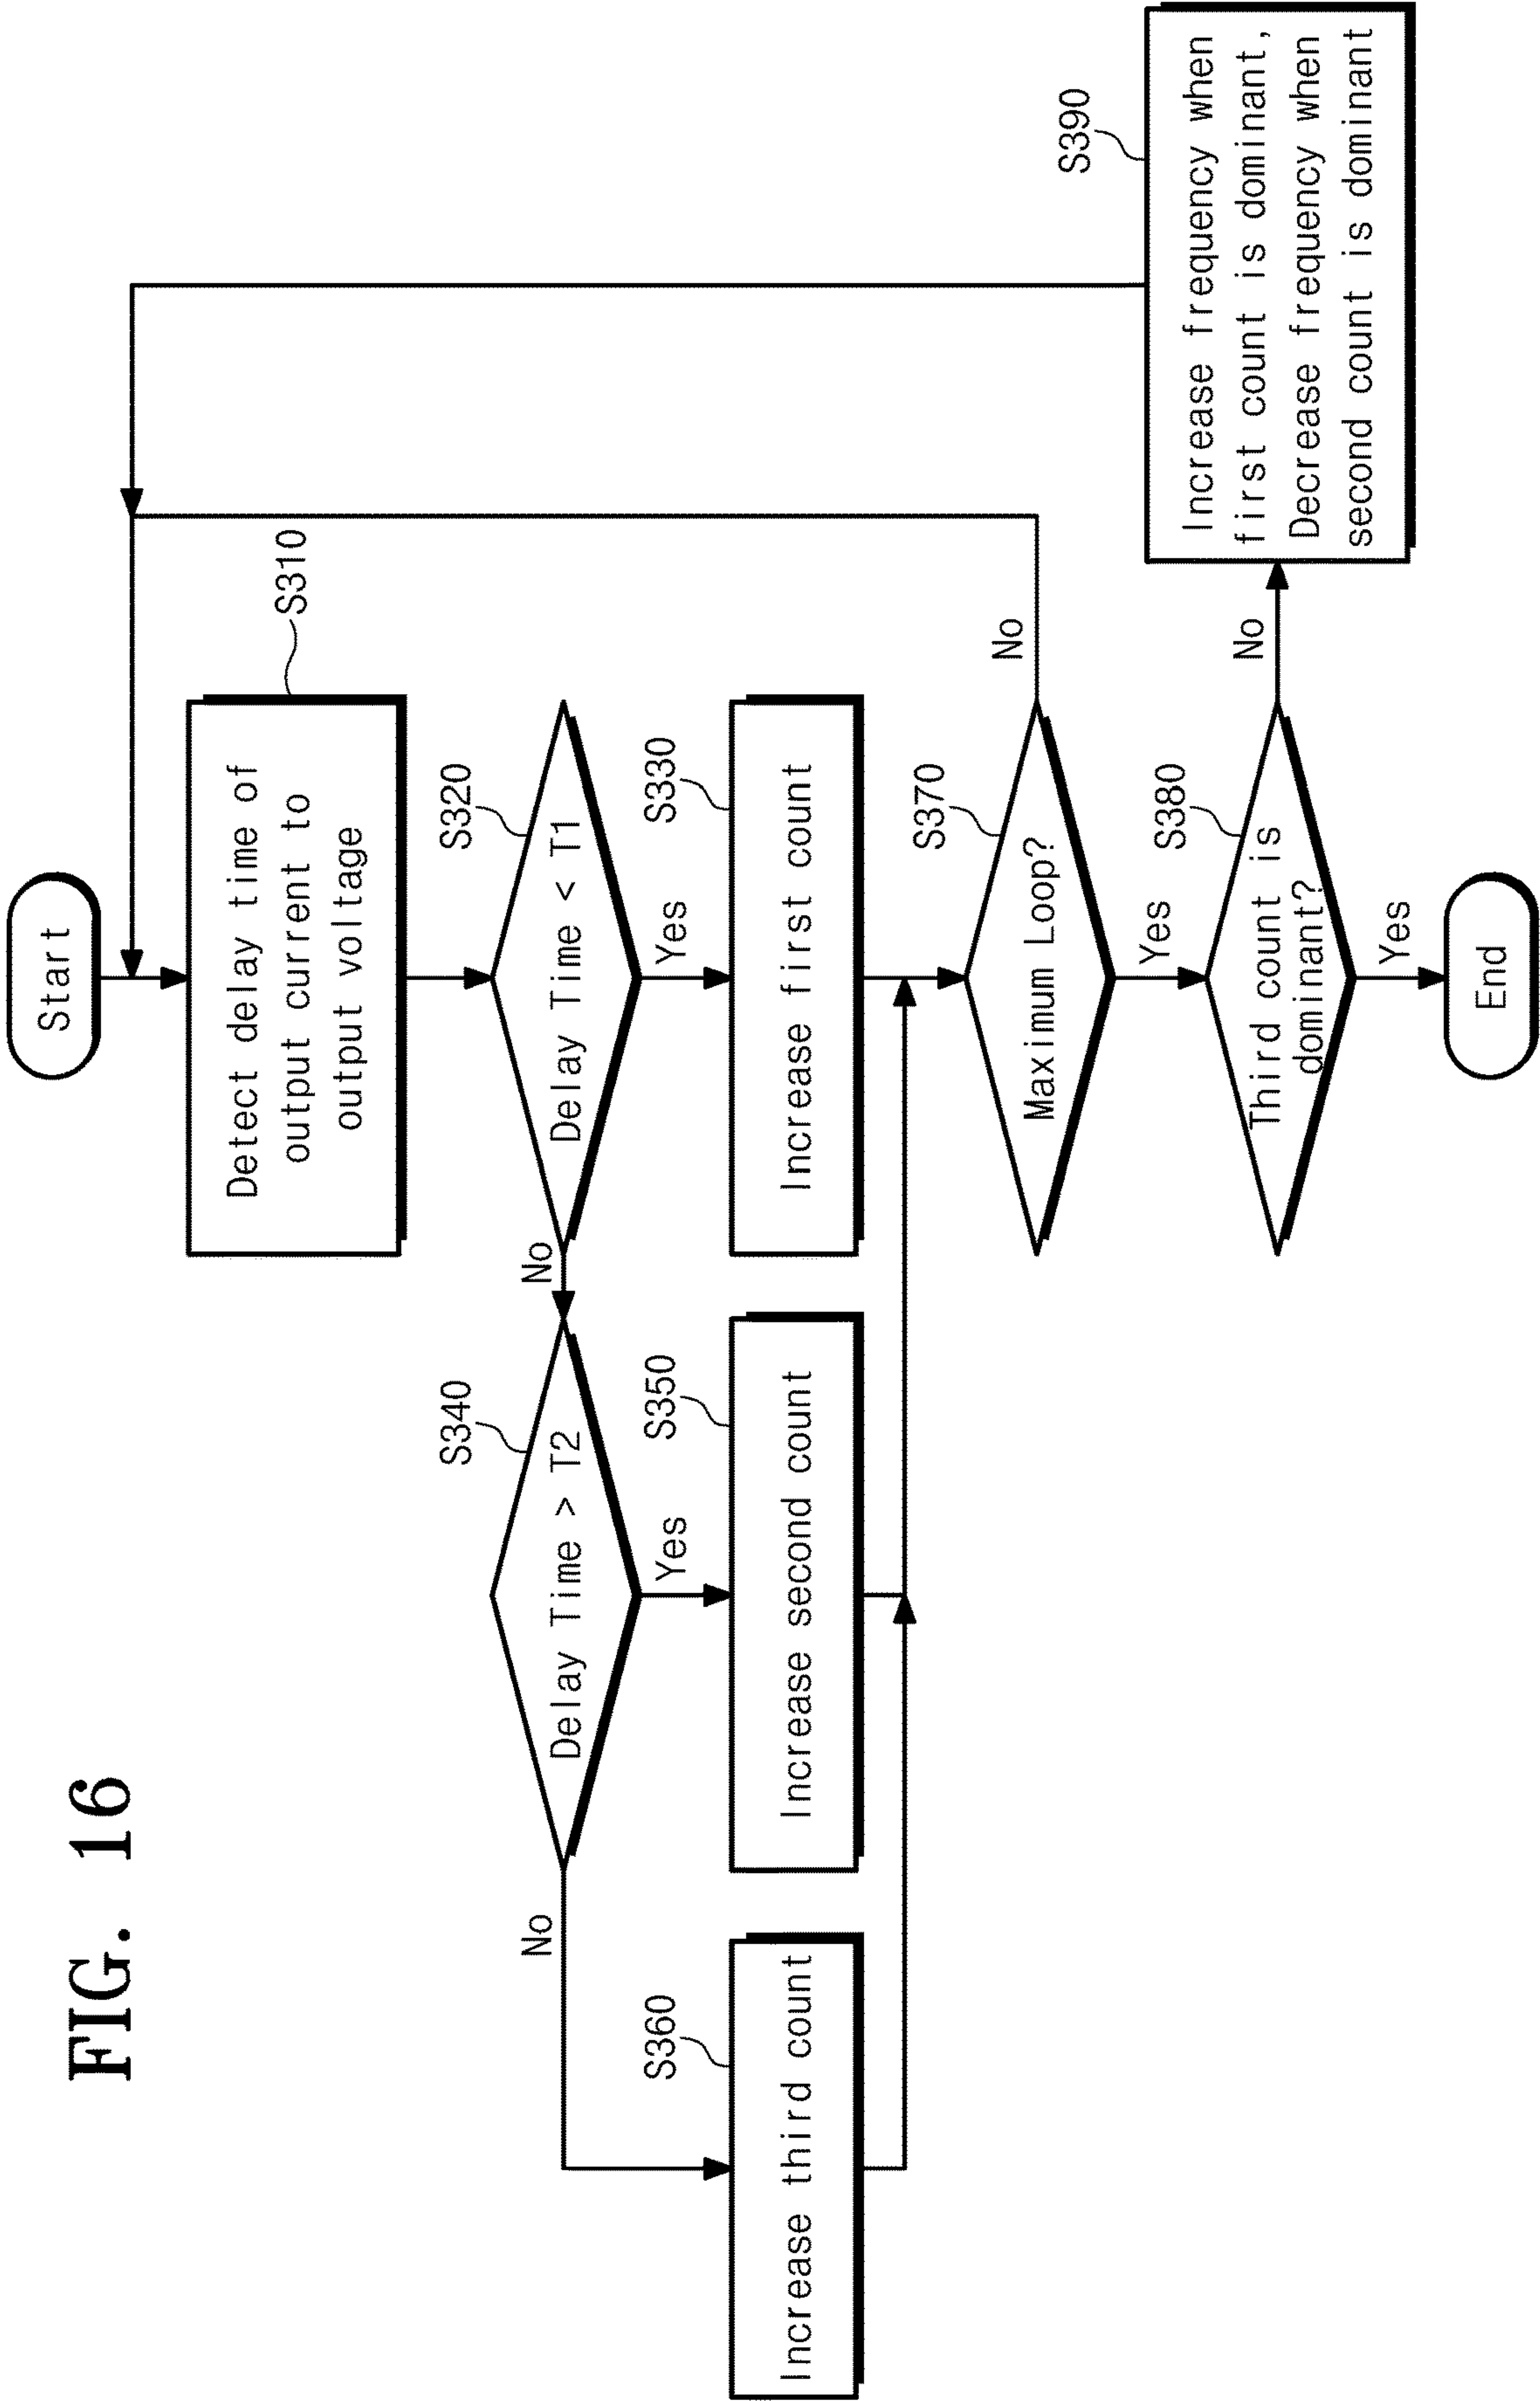 FIG. 16
Start
Detect delay time of
output current to
output voltage
S310
Delay Time < T1
S320
No
Yes
Delay Time > T2
S340
No
Yes
Increase third count
S360
Increase second count
S350
Increase first count
S330
Maximum Loop?
S370
No
Yes
Third count is
dominant?
S380
No
Yes
Increase frequency when
first count is dominant,
Decrease frequency when
second count is dominant
S390
End